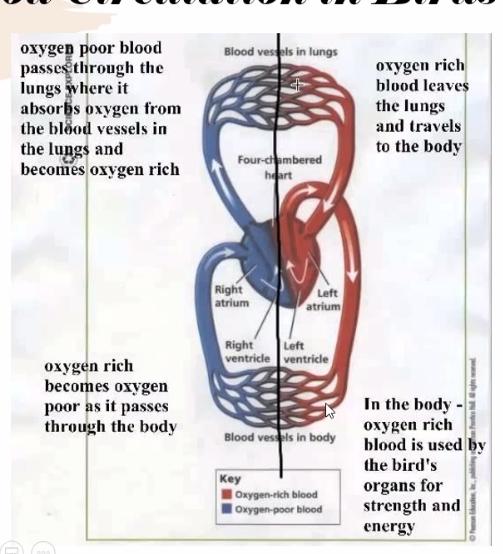 Circulation in Birds
oxygen poor blood
passes through the
lungs where it
absorbs oxygen from
the blood vessels in
the lungs and
becomes oxygen rich
Blood vessels in lungs
oxygen rich
blood leaves
the lungs
and travels
to the body
Four-chambered
heart
Right
atrium
Left
atrium
Right
ventricle
Left
ventricle
oxygen rich
becomes oxygen
poor as it passes
through the body
Blood vessels in body
In the body -
oxygen rich
blood is used by
the bird's
organs for
strength and
energy
Key
Oxygen-rich blood
Oxygen-poor blood
© Pearson Education, Inc., publishing as Pearson Prentice Hall. All rights reserved.